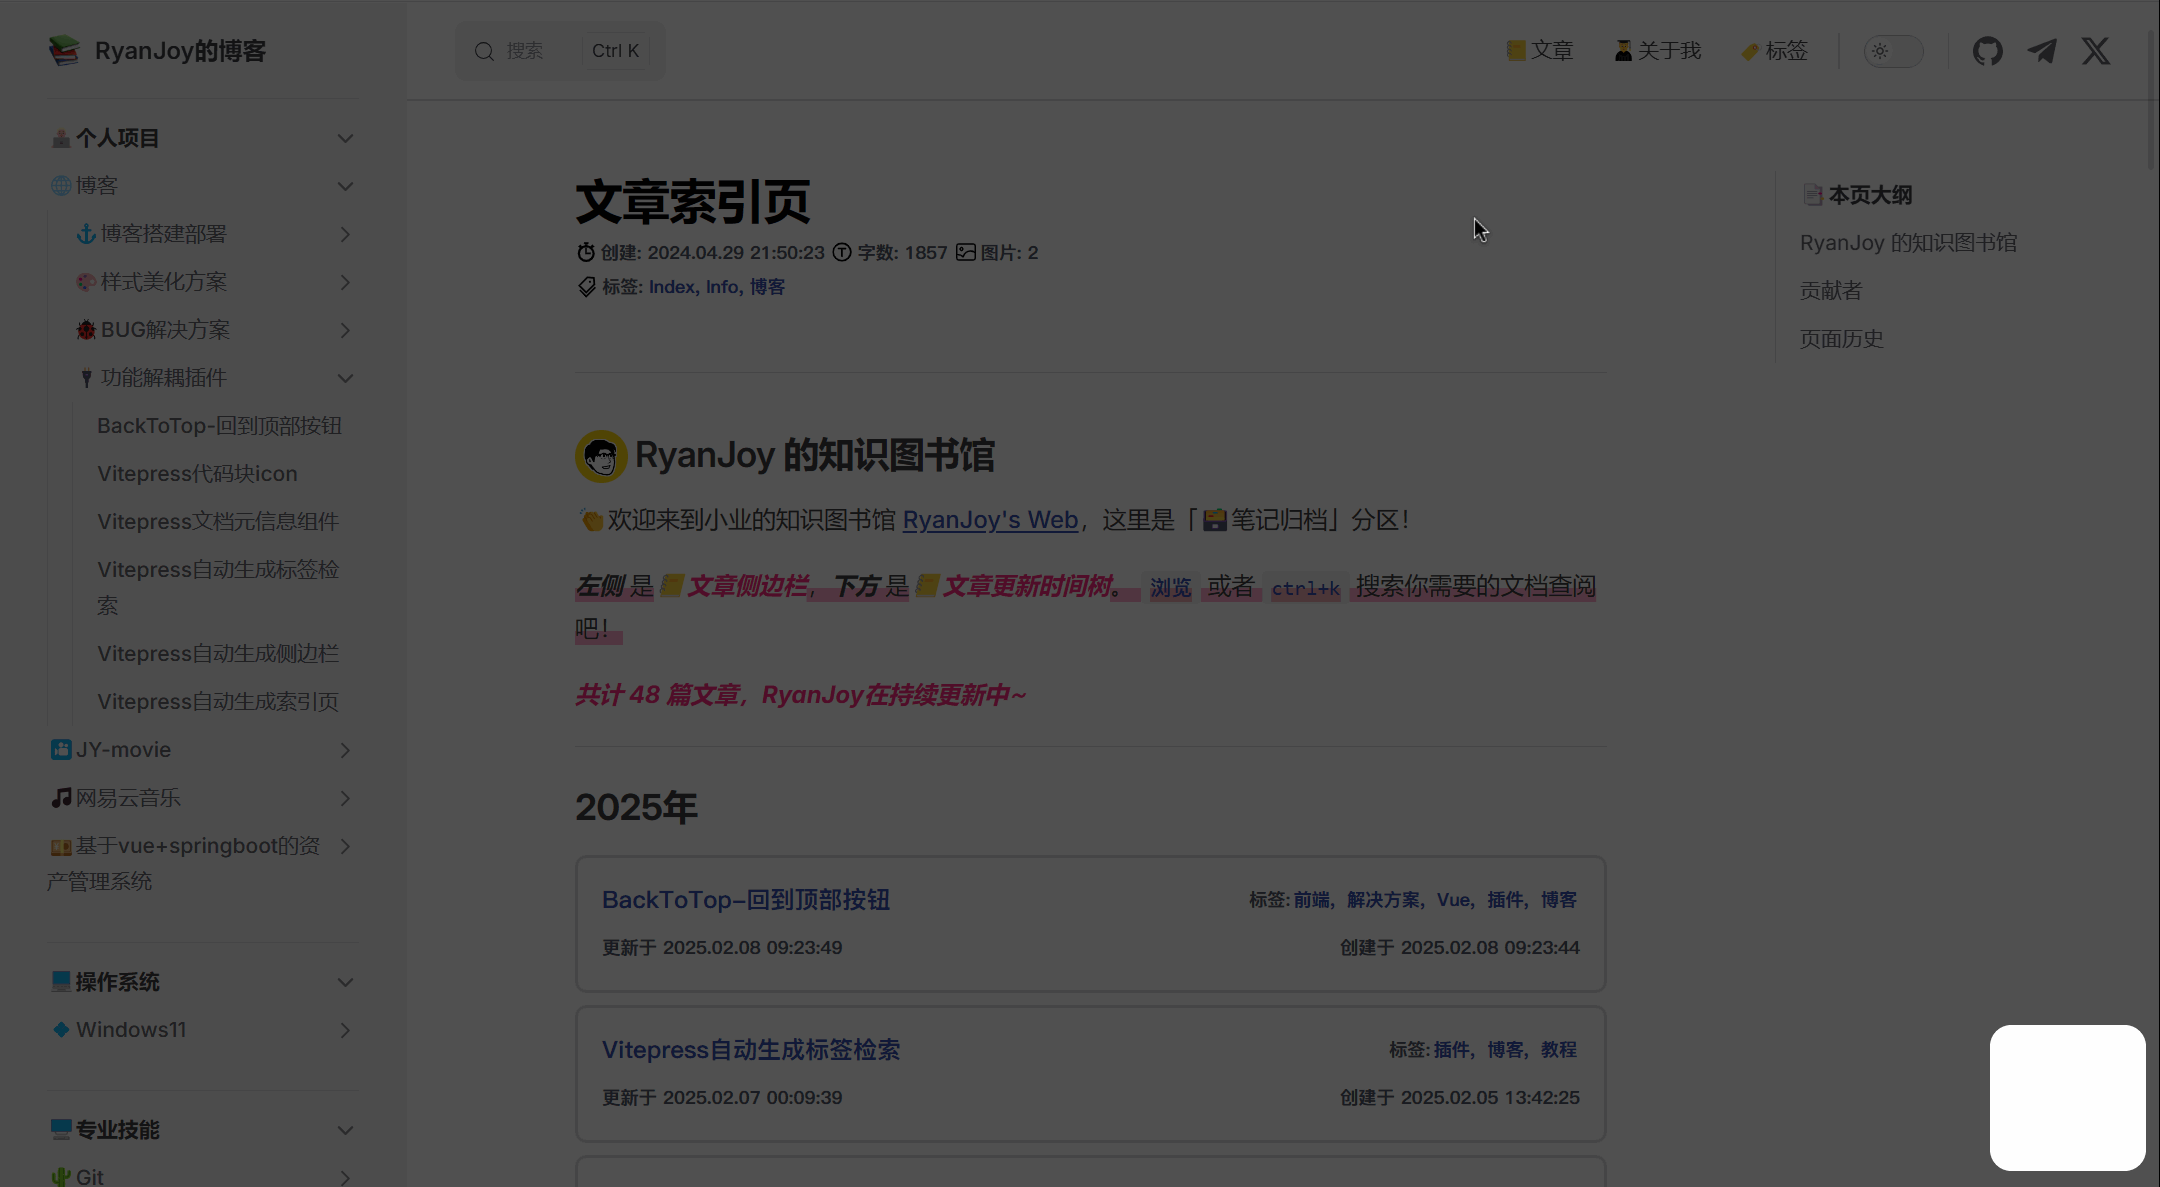 RyanJoy的博客
搜索 Ctrl K
文章 关于我 标签
个人项目
博客
博客搭建部署
样式美化方案
BUG解决方案
功能解耦插件
BackToTop-回到顶部按钮
Vitepress代码块icon
Vitepress文档元信息组件
Vitepress自动生成标签检
索
Vitepress自动生成侧边栏
Vitepress自动生成索引页
JY-movie
网易云音乐
基于vue+springboot的资
产管理系统
操作系统
Windows11
专业技能
Git
文章索引页
创建: 2024.04.29 21:50:23 字数: 1857 图片: 2
标签: Index, Info, 博客
RyanJoy 的知识图书馆
欢迎来到小业的知识图书馆 RyanJoy's Web，这里是「笔记归档」分区！
左侧 是 文章侧边栏，下方 是 文章更新时间树。 浏览 或者 ctrl+k 搜索你需要的文档查阅
吧！
共计 48 篇文章，RyanJoy在持续更新中~
2025年
BackToTop-回到顶部按钮
标签: 前端， 解决方案， Vue， 插件， 博客
更新于 2025.02.08 09:23:49
创建于 2025.02.08 09:23:44
Vitepress自动生成标签检索
标签: 插件， 博客， 教程
更新于 2025.02.07 00:09:39
创建于 2025.02.05 13:42:25
本页大纲
RyanJoy 的知识图书馆
贡献者
页面历史